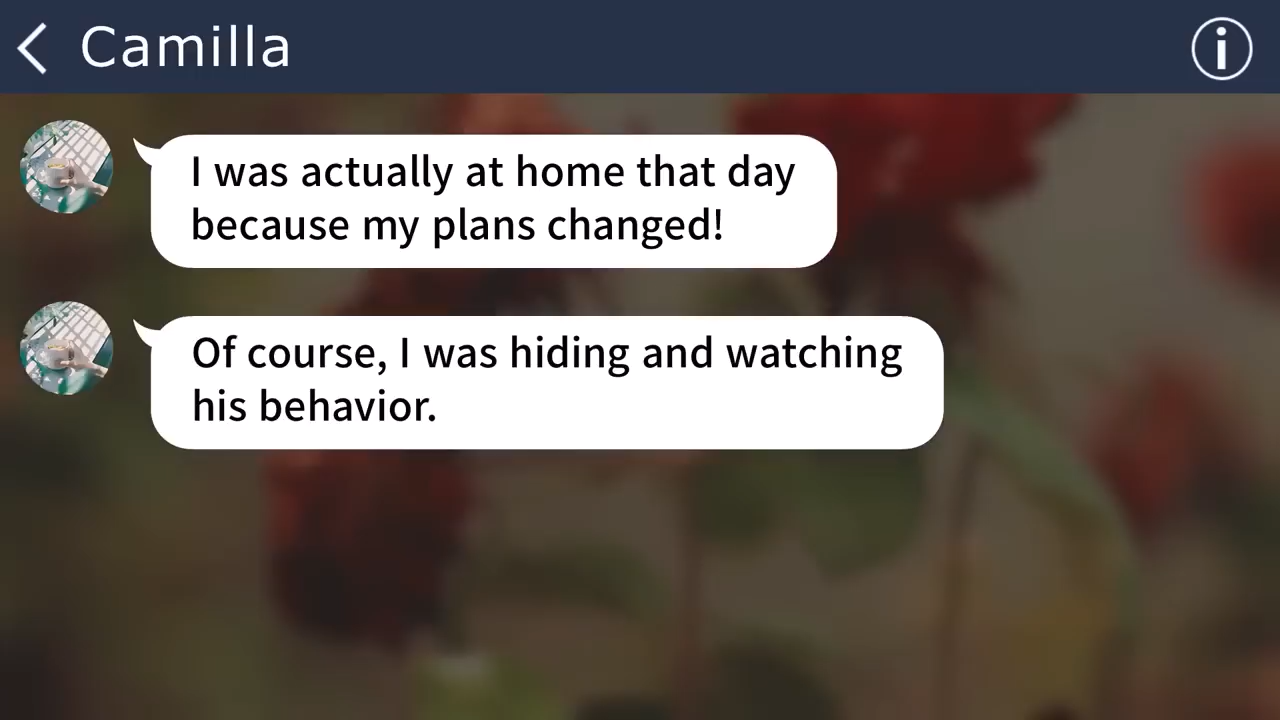 Camilla
I was actually at home that day
because my plans changed!
Of course, I was hiding and watching
his behavior.